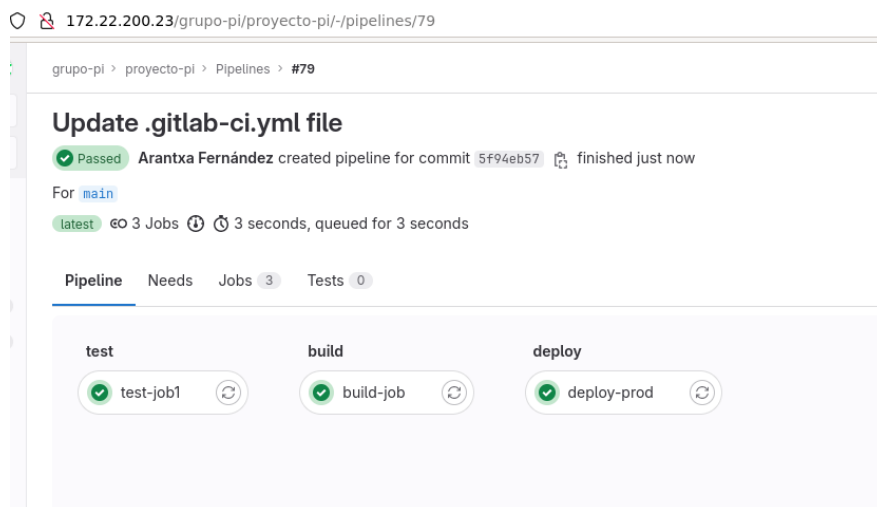 172.22.200.23/grupo-pi/proyecto-pi/-/pipelines/79
grupo-pi > proyecto-pi > Pipelines > #79
Update .gitlab-ci.yml file
Passed Arantxa Fernández created pipeline for commit 5f94eb57 finished just now
For main
latest 3 Jobs 3 seconds, queued for 3 seconds
Pipeline Needs Jobs 3 Tests 0
test build deploy
test-job1 build-job deploy-prod